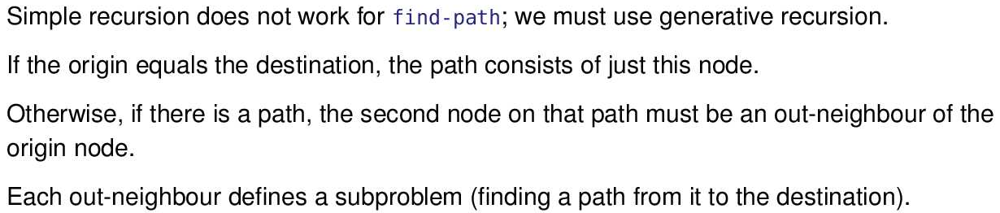 Simple recursion does not work for find-path; we must use generative recursion.
If the origin equals the destination, the path consists of just this node.
Otherwise, if there is a path, the second node on that path must be an out-neighbour of the
origin node.
Each out-neighbour defines a subproblem (finding a path from it to the destination).